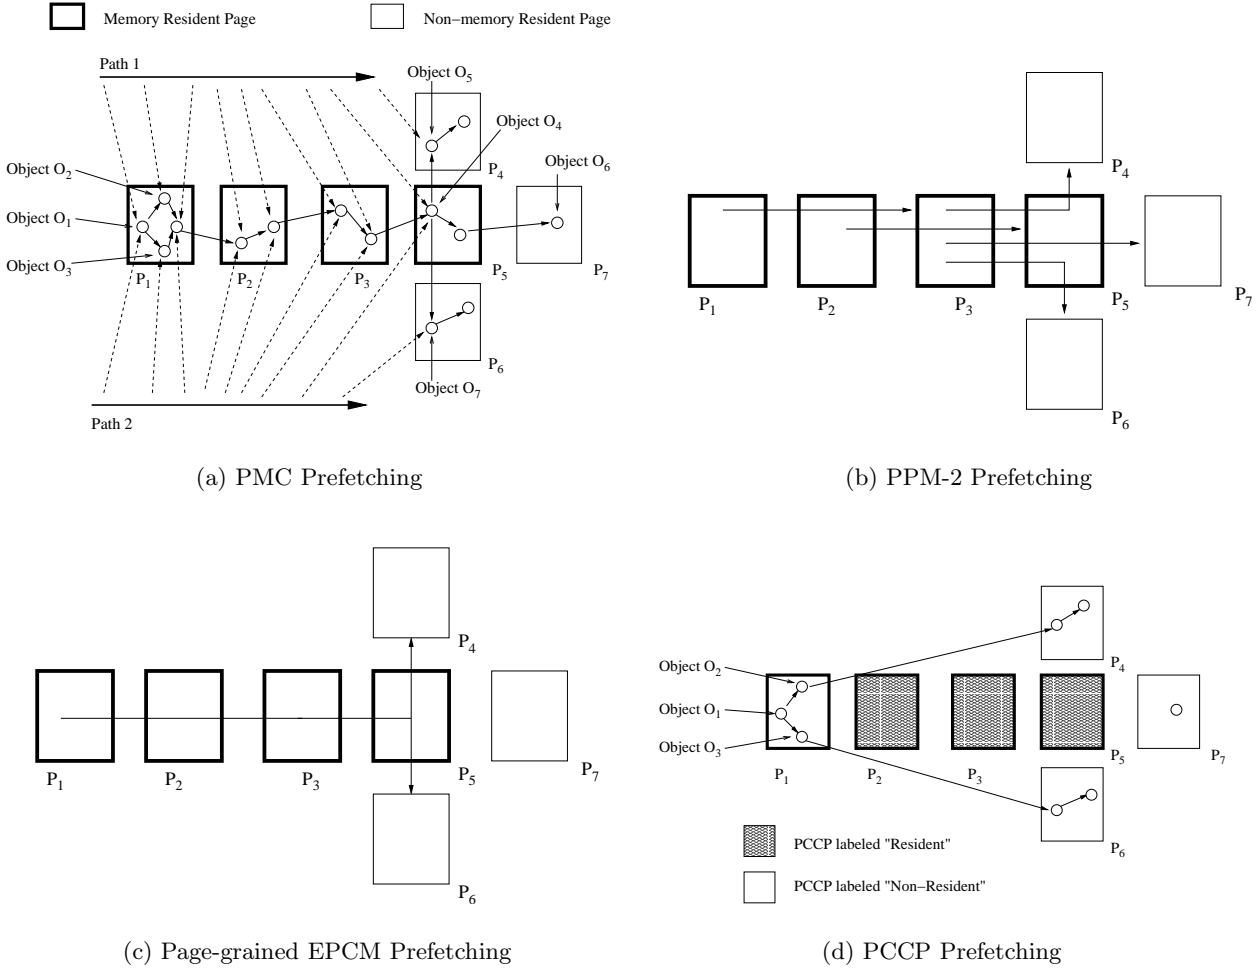 Memory Resident Page
Non−memory Resident Page
Path 1
Object O5
Object O4
Object O2
P4
Object O6
Object O1
Object O3
P1
P2
P3
P5
P7
P6
Object O7
Path 2
(a) PMC Prefetching
P4
P1
P2
P3
P5
P7
P6
(b) PPM-2 Prefetching
P4
P1
P2
P3
P5
P7
P6
(c) Page-grained EPCM Prefetching
Object O2
P4
Object O1
Object O3
P1
P2
P3
P5
P7
PCCP labeled "Resident"
P6
PCCP labeled "Non−Resident"
(d) PCCP Prefetching